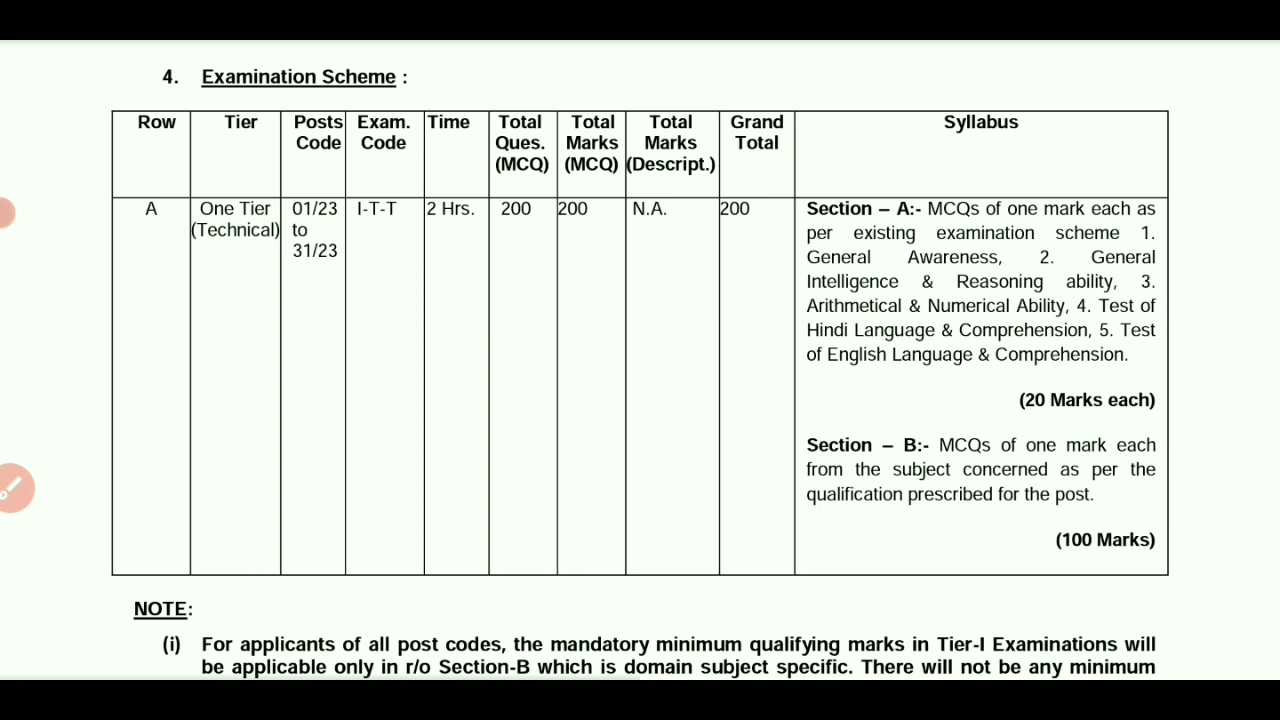 4. Examination Scheme :
Row
Tier
Posts Code
Exam. Code
Time
Total Ques. (MCQ)
Total Marks (MCQ)
Total Marks (Descript.)
Grand Total
Syllabus
A
One Tier (Technical)
01/23 to 31/23
I-T-T
2 Hrs.
200
200
N.A.
200
Section – A:- MCQs of one mark each as
per existing examination scheme 1.
General Awareness, 2. General
Intelligence & Reasoning ability, 3.
Arithmetical & Numerical Ability, 4. Test of
Hindi Language & Comprehension, 5. Test
of English Language & Comprehension.
(20 Marks each)
Section – B:- MCQs of one mark each
from the subject concerned as per the
qualification prescribed for the post.
(100 Marks)
NOTE:
(i) For applicants of all post codes, the mandatory minimum qualifying marks in Tier-I Examinations will
be applicable only in r/o Section-B which is domain subject specific. There will not be any minimum